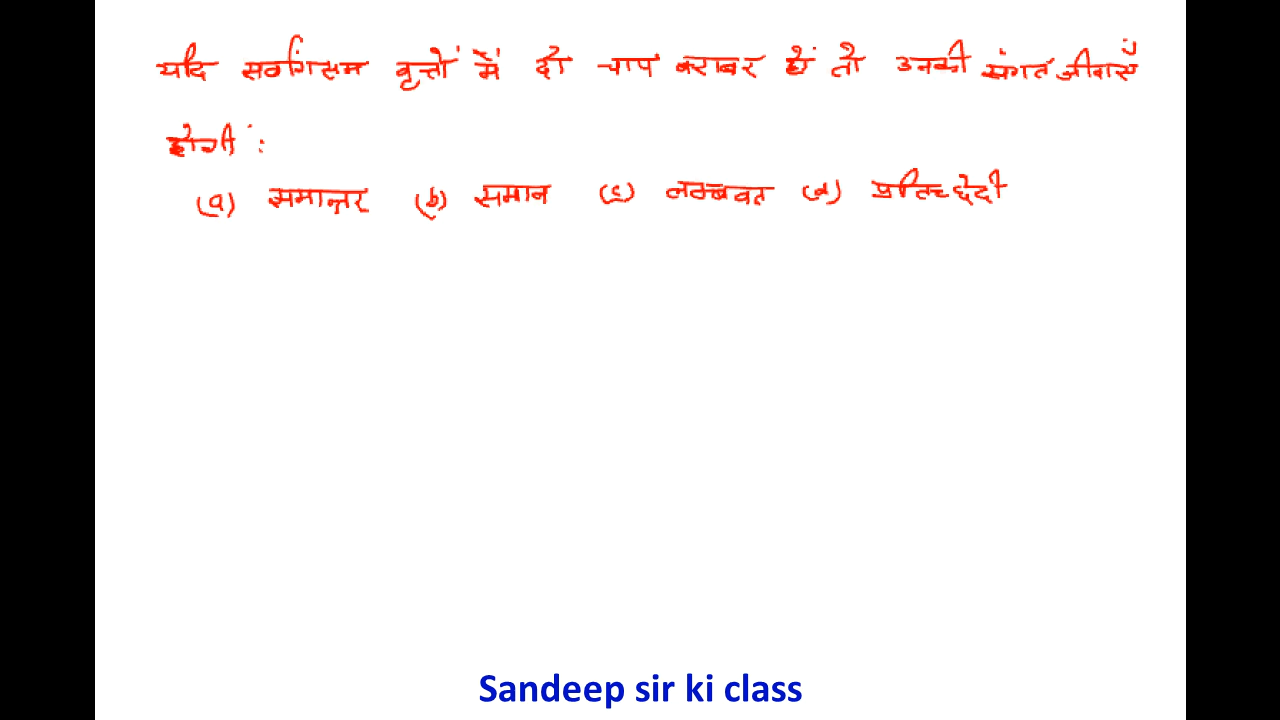 यदि सर्वांगसम वृत्तों में दो चाप बराबर हों तो उनकी संगत जीवाएँ
होगी :
(a) समान्तर (b) समान (c) लम्बवत (d) प्रतिच्छेदी
Sandeep sir ki class